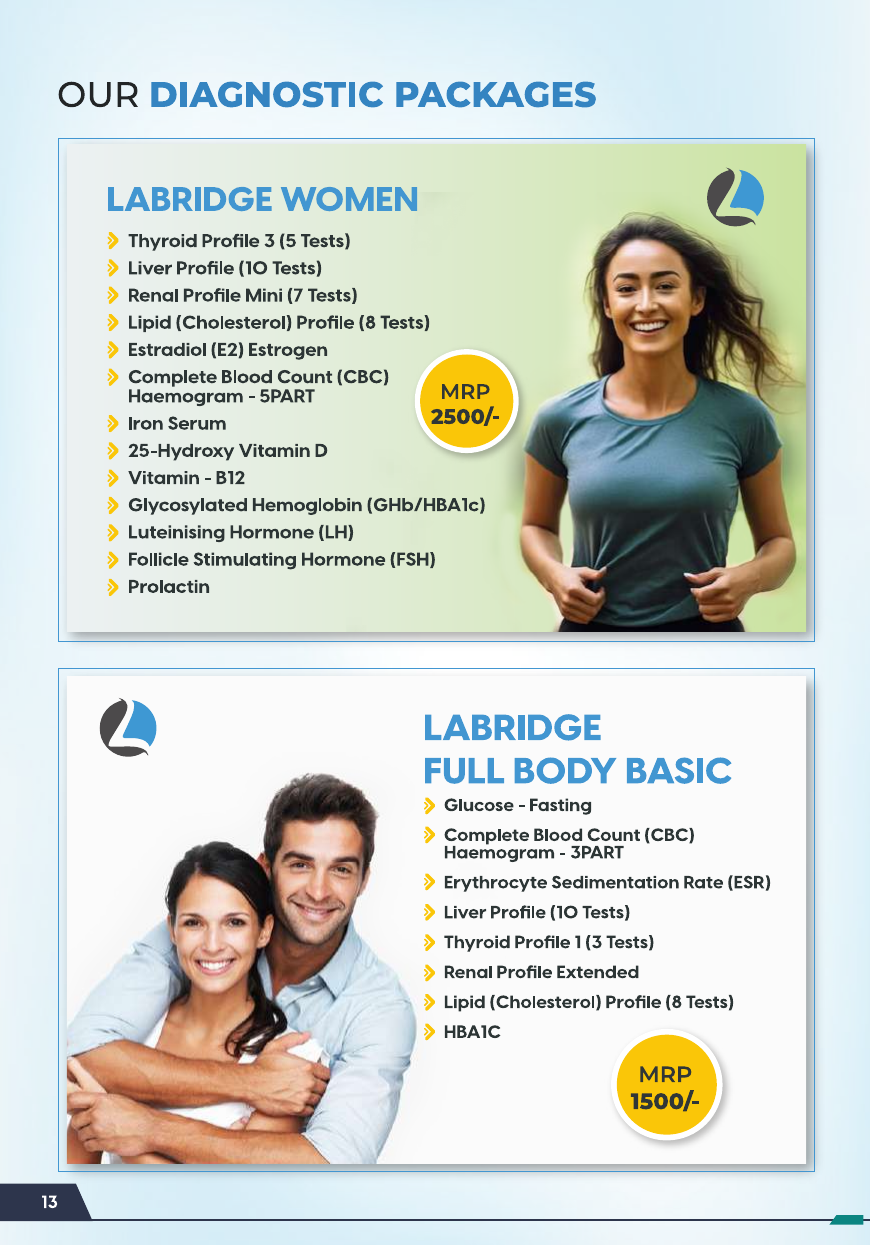 OUR DIAGNOSTIC PACKAGES
LABRIDGE WOMEN
Thyroid Profile 3 (5 Tests)
Liver Profile (10 Tests)
Renal Profile Mini (7 Tests)
Lipid (Cholesterol) Profile (8 Tests)
Estradiol (E2) Estrogen
Complete Blood Count (CBC)
Haemogram - 5PART
Iron Serum
25-Hydroxy Vitamin D
Vitamin - B12
Glycosylated Hemoglobin (GHb/HBA1c)
Luteinising Hormone (LH)
Follicle Stimulating Hormone (FSH)
Prolactin
MRP
2500/-
LABRIDGE
FULL BODY BASIC
Glucose - Fasting
Complete Blood Count (CBC)
Haemogram - 3PART
Erythrocyte Sedimentation Rate (ESR)
Liver Profile (10 Tests)
Thyroid Profile 1 (3 Tests)
Renal Profile Extended
Lipid (Cholesterol) Profile (8 Tests)
HBA1C
MRP
1500/-
13